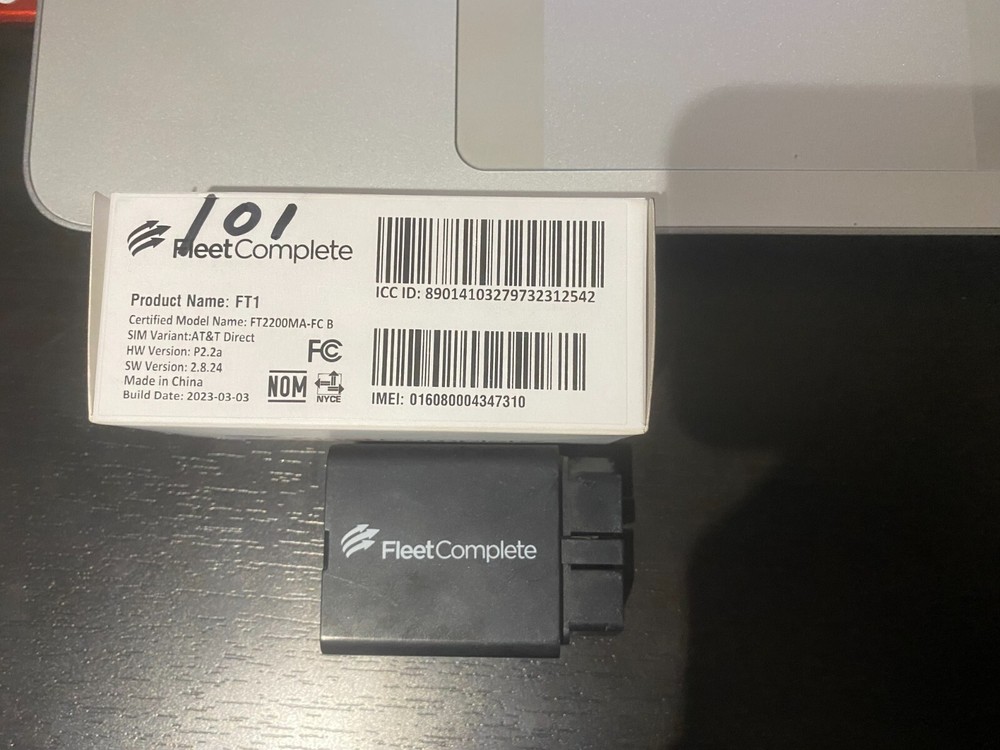 101
FleetComplete
Product Name: FT1
Certified Model Name: FT2200MA-FC B
SIM Variant:AT&T Direct
HW Version: P2.2a
SW Version: 2.8.24
Made in China
Build Date: 2023-03-03
FC
NOM
NYCE
ICC ID: 89014103279732312542
IMEI: 016080004347310
FleetComplete